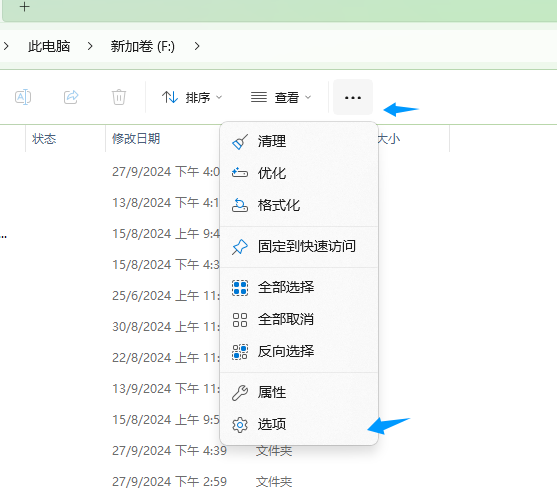 此电脑 新加卷 (F:)
排序 查看 ...
状态 修改日期 大小
27/9/2024 下午 4:0
清理
优化
13/8/2024 下午 4:1
格式化
...
15/8/2024 上午 9:4
固定到快速访问
15/8/2024 下午 4:3
全部选择
25/6/2024 上午 11:
全部取消
30/8/2024 上午 11:
反向选择
22/8/2024 上午 11:
13/9/2024 上午 11:
属性
15/8/2024 上午 9:5
选项
27/9/2024 下午 4:39 文件夹
27/9/2024 下午 2:59 文件夹